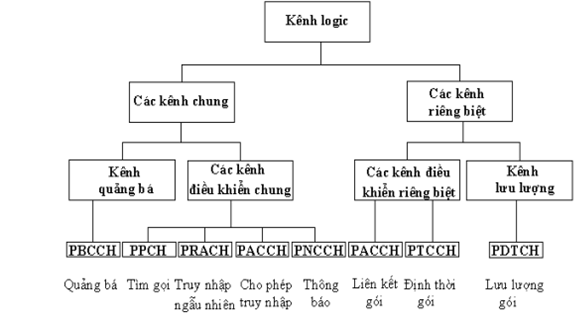 Kênh logic
Các kênh chung
Các kênh
riêng biệt
Kênh
quảng bá
Các kênh
điều khiển chung
Các kênh điều
khiển riêng biệt
Kênh
lưu lượng
PBCCH PPCH PRACH PACCH PNCCH PACCH PTCCH PDTCH
Quảng bá Tìm gọi Truy nhập Cho phép Thông Liên kết Định thời Lưu lượng
ngẫu nhiên truy nhập báo gói gói gói